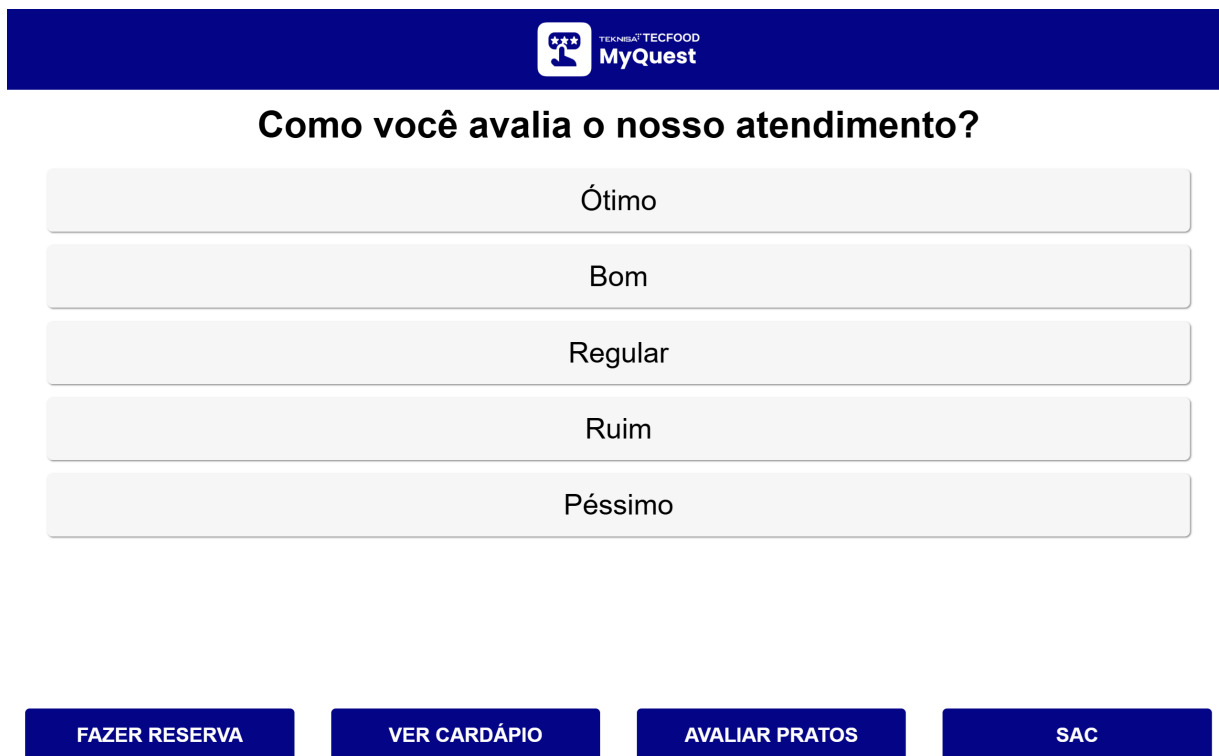 TEKNISA TECFOOD
MyQuest
Como você avalia o nosso atendimento?
Ótimo
Bom
Regular
Ruim
Péssimo
FAZER RESERVA
VER CARDÁPIO
AVALIAR PRATOS
SAC